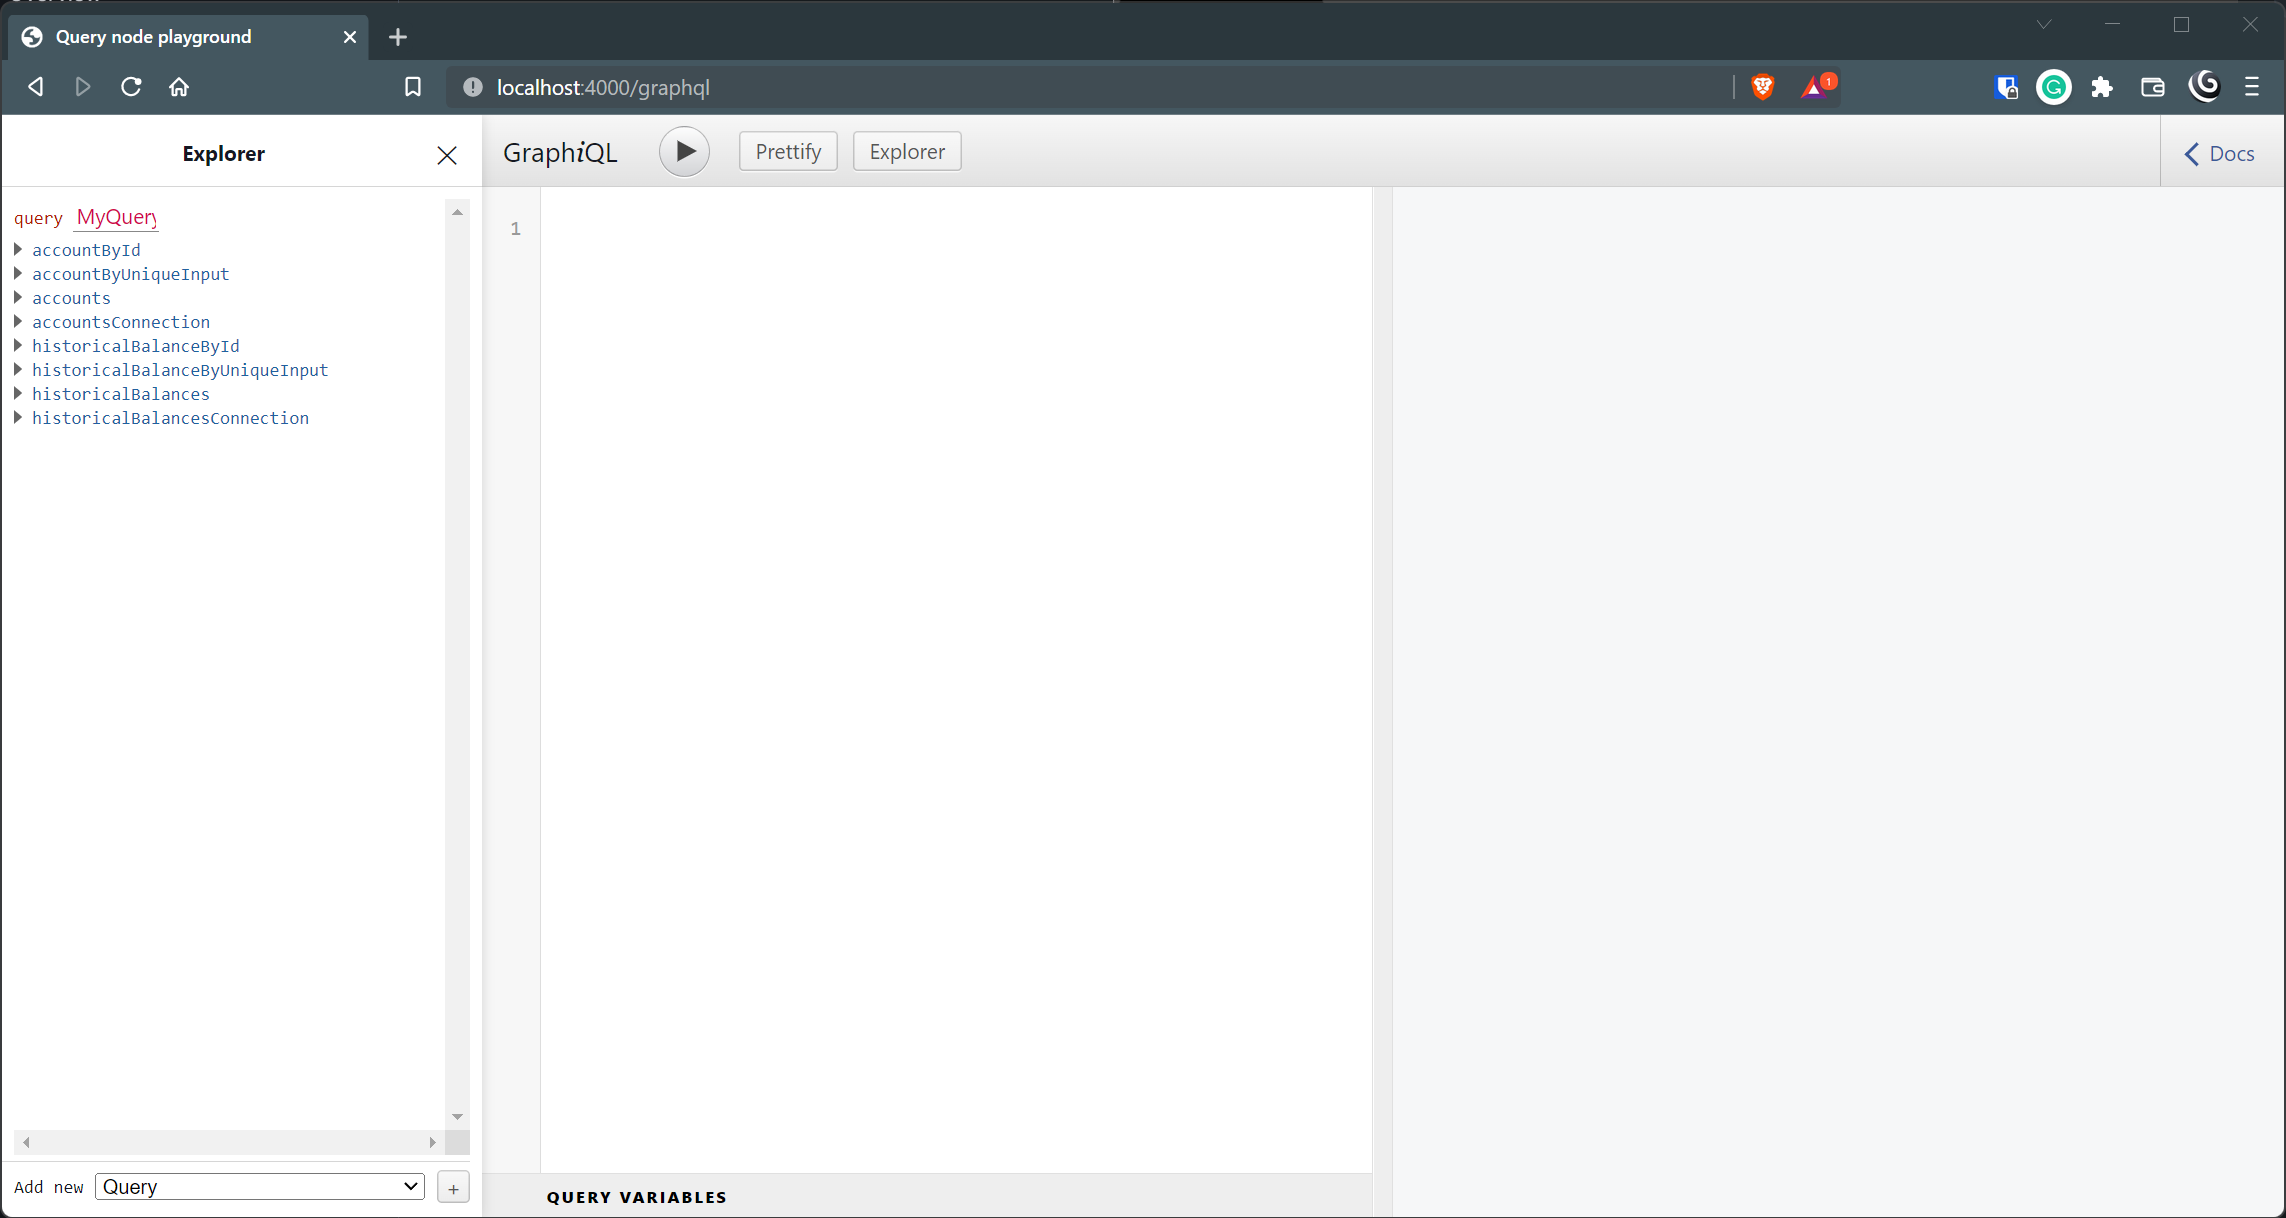 Query node playground
localhost:4000/graphql
1
Explorer
GraphiQL
Prettify
Explorer
Docs
query MyQuery
accountById
accountByUniqueInput
accounts
accountsConnection
historicalBalanceById
historicalBalanceByUniqueInput
historicalBalances
historicalBalancesConnection
1
Add new Query +
QUERY VARIABLES